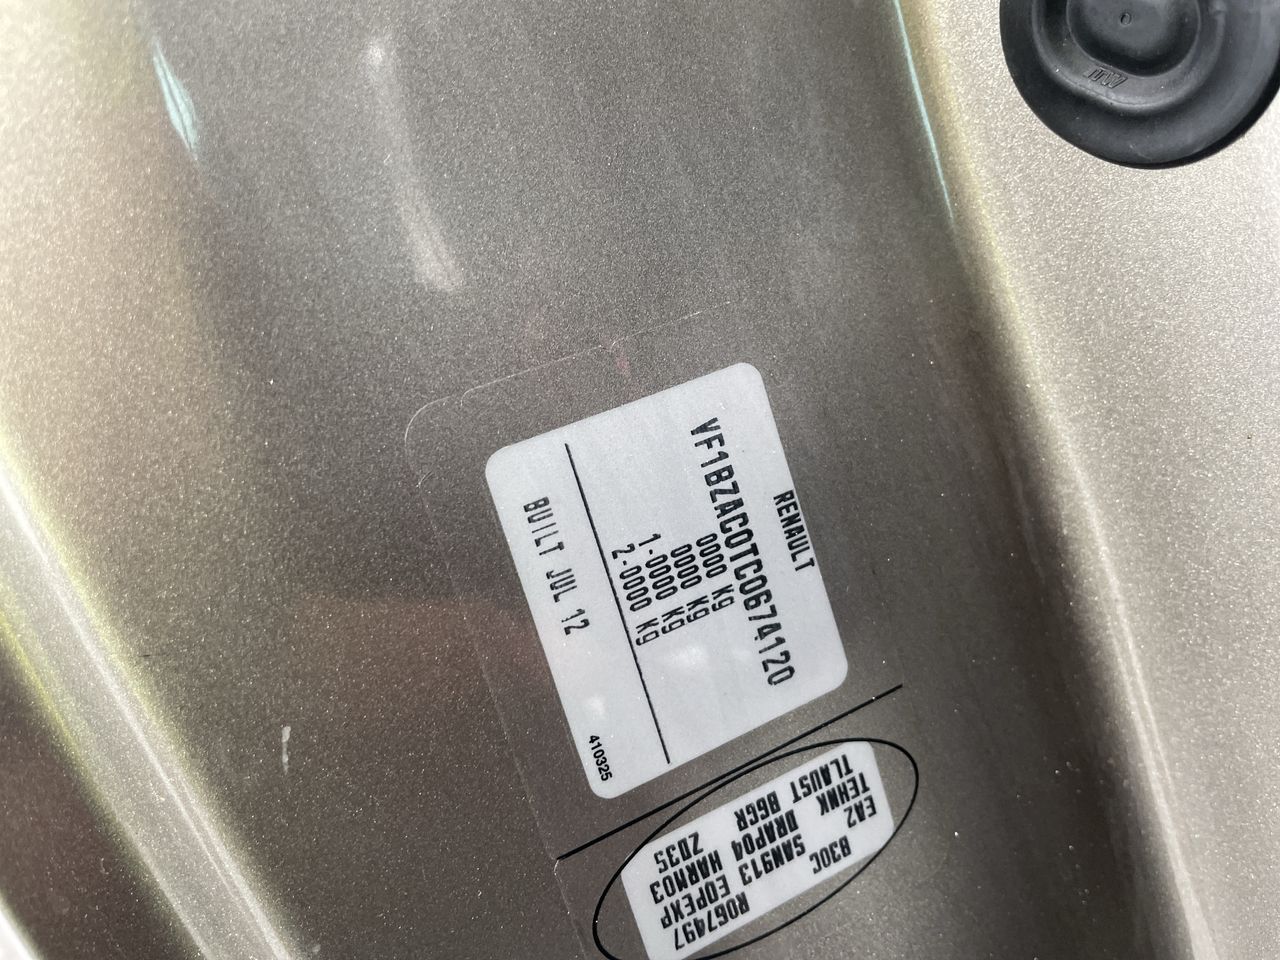 RENAULT
VF1BZAC0TC0674120
0000 Kg
0000 Kg
1-0000 Kg
2-0000 Kg
BUILT JUL 12
410325
EA2 B30C R067497
TEHNK SAN913 EQPEXP
TLAUST DRAP04 HARM03
B6GR ZD35